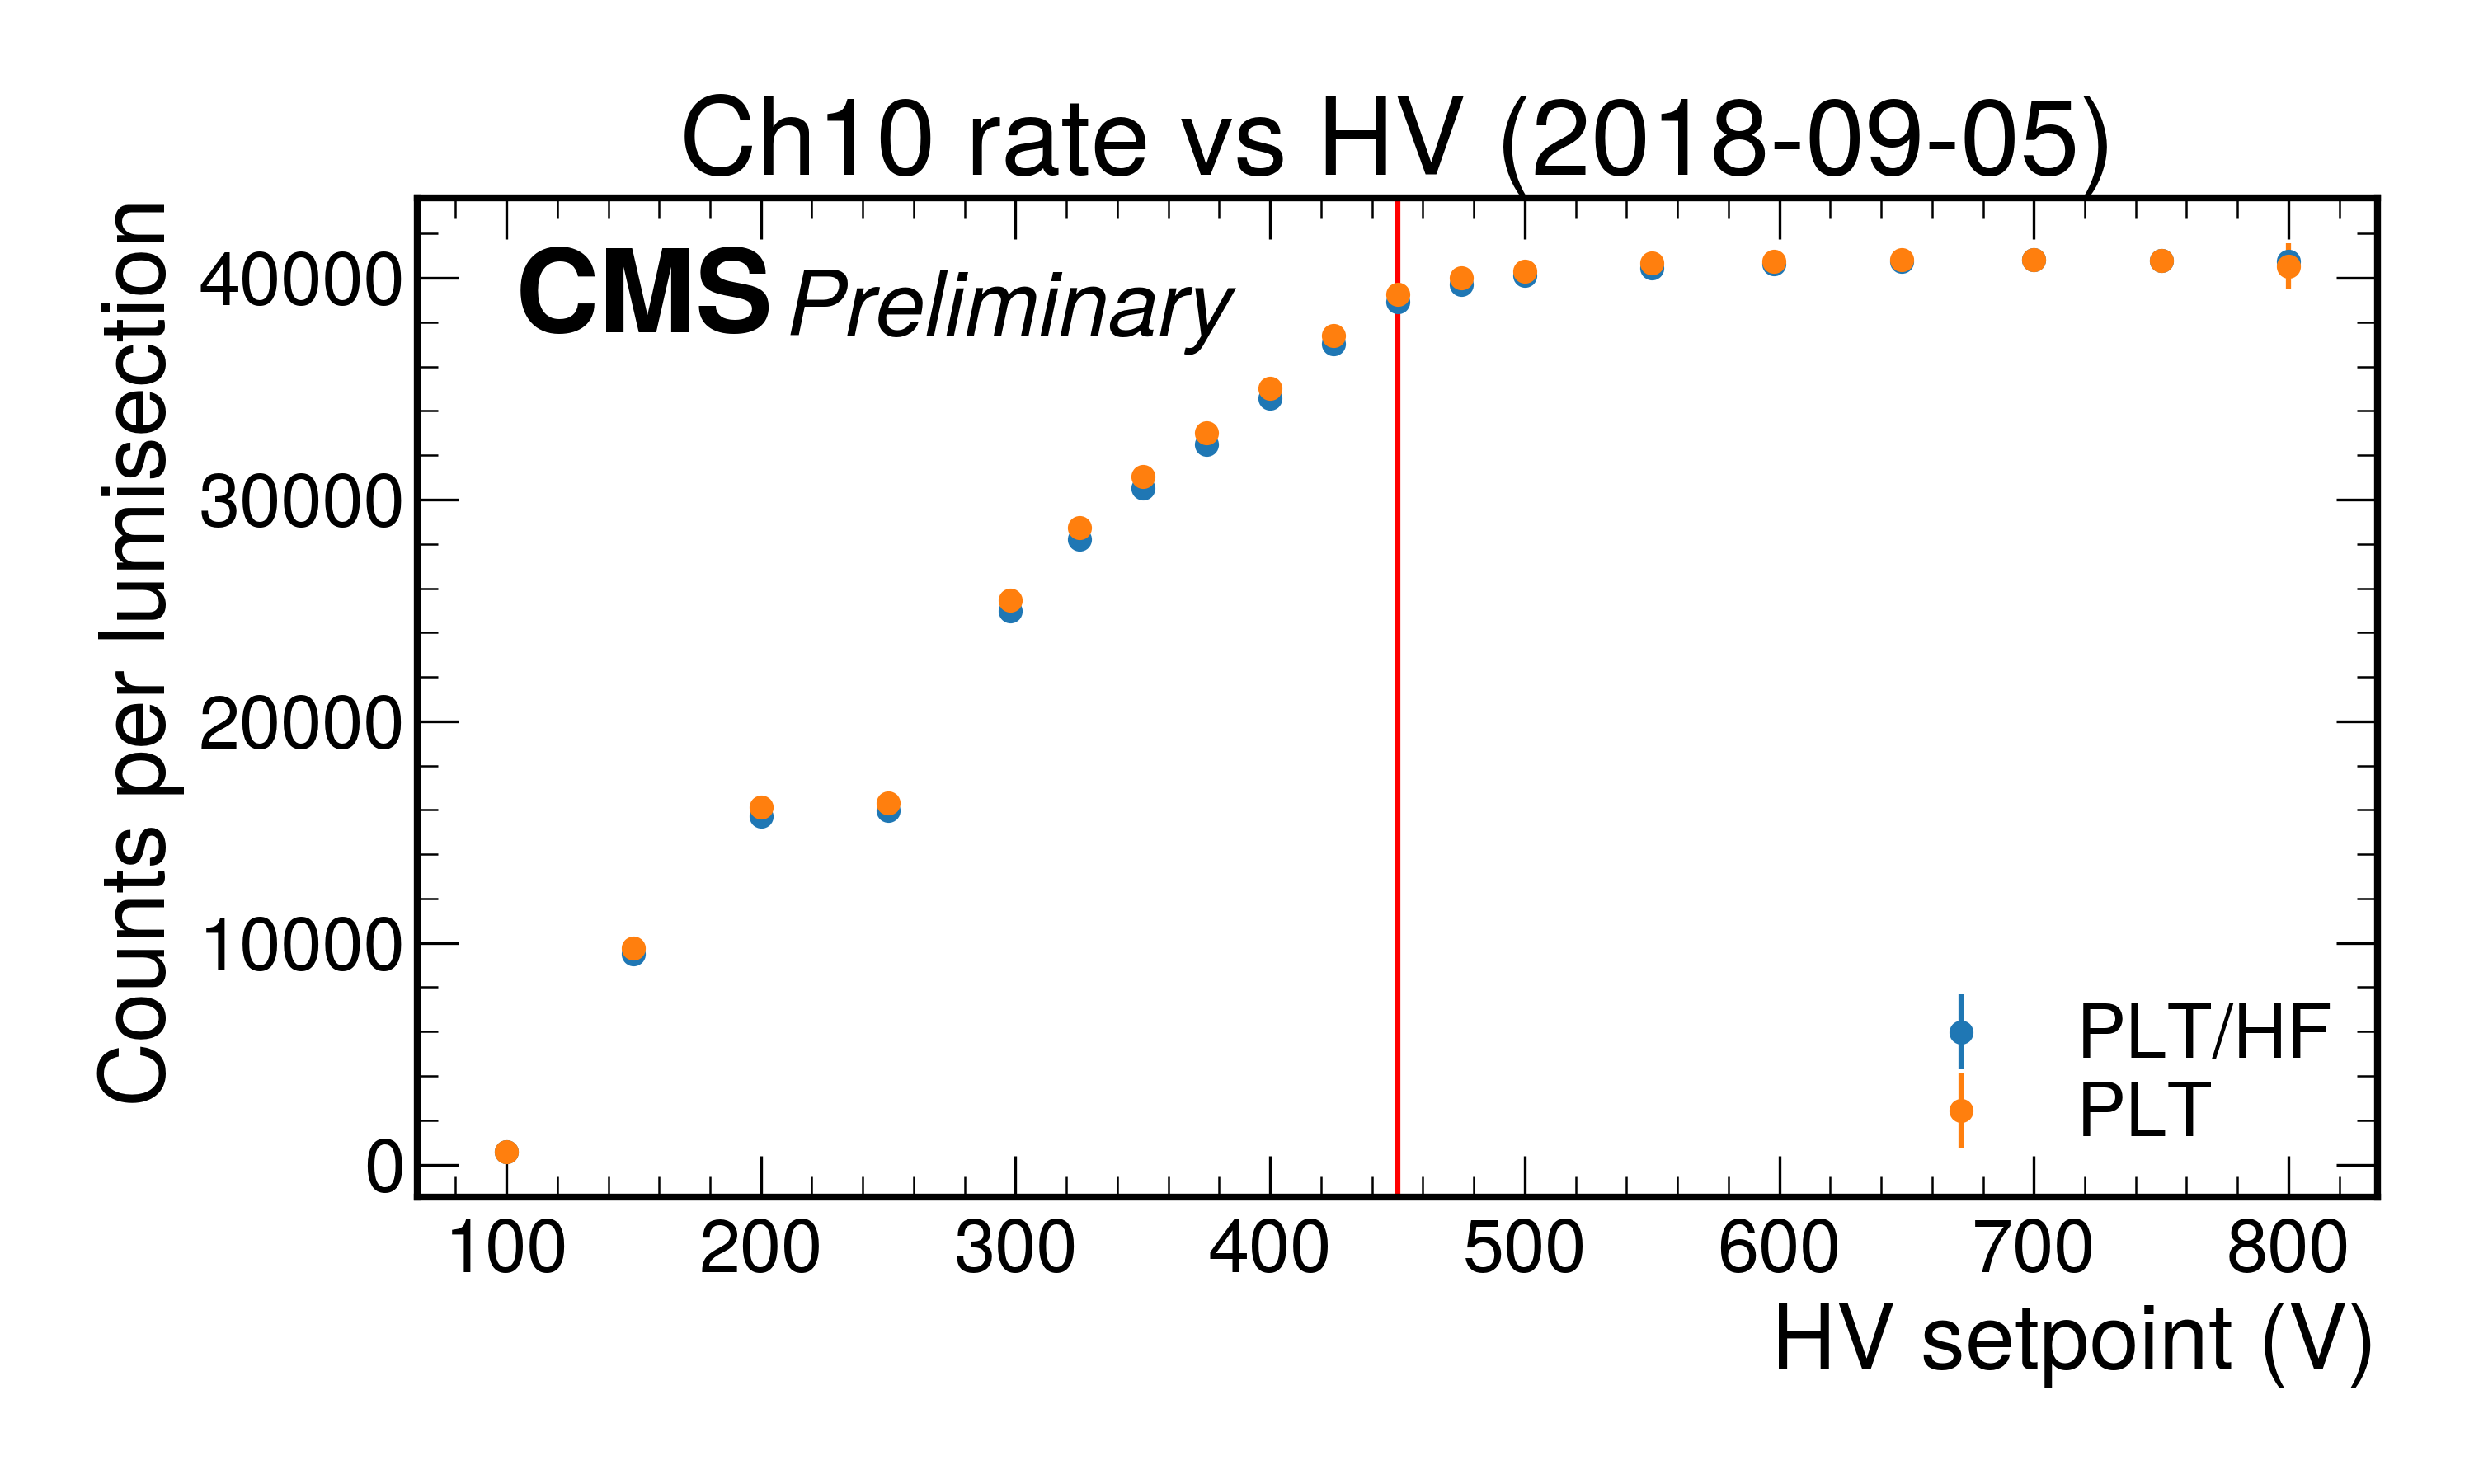 Ch10 rate vs HV (2018-09-05)
CMS Preliminary
Counts per lumisection
40000
30000
20000
10000
0
PLT/HF
PLT
100 200 300 400 500 600 700 800
HV setpoint (V)